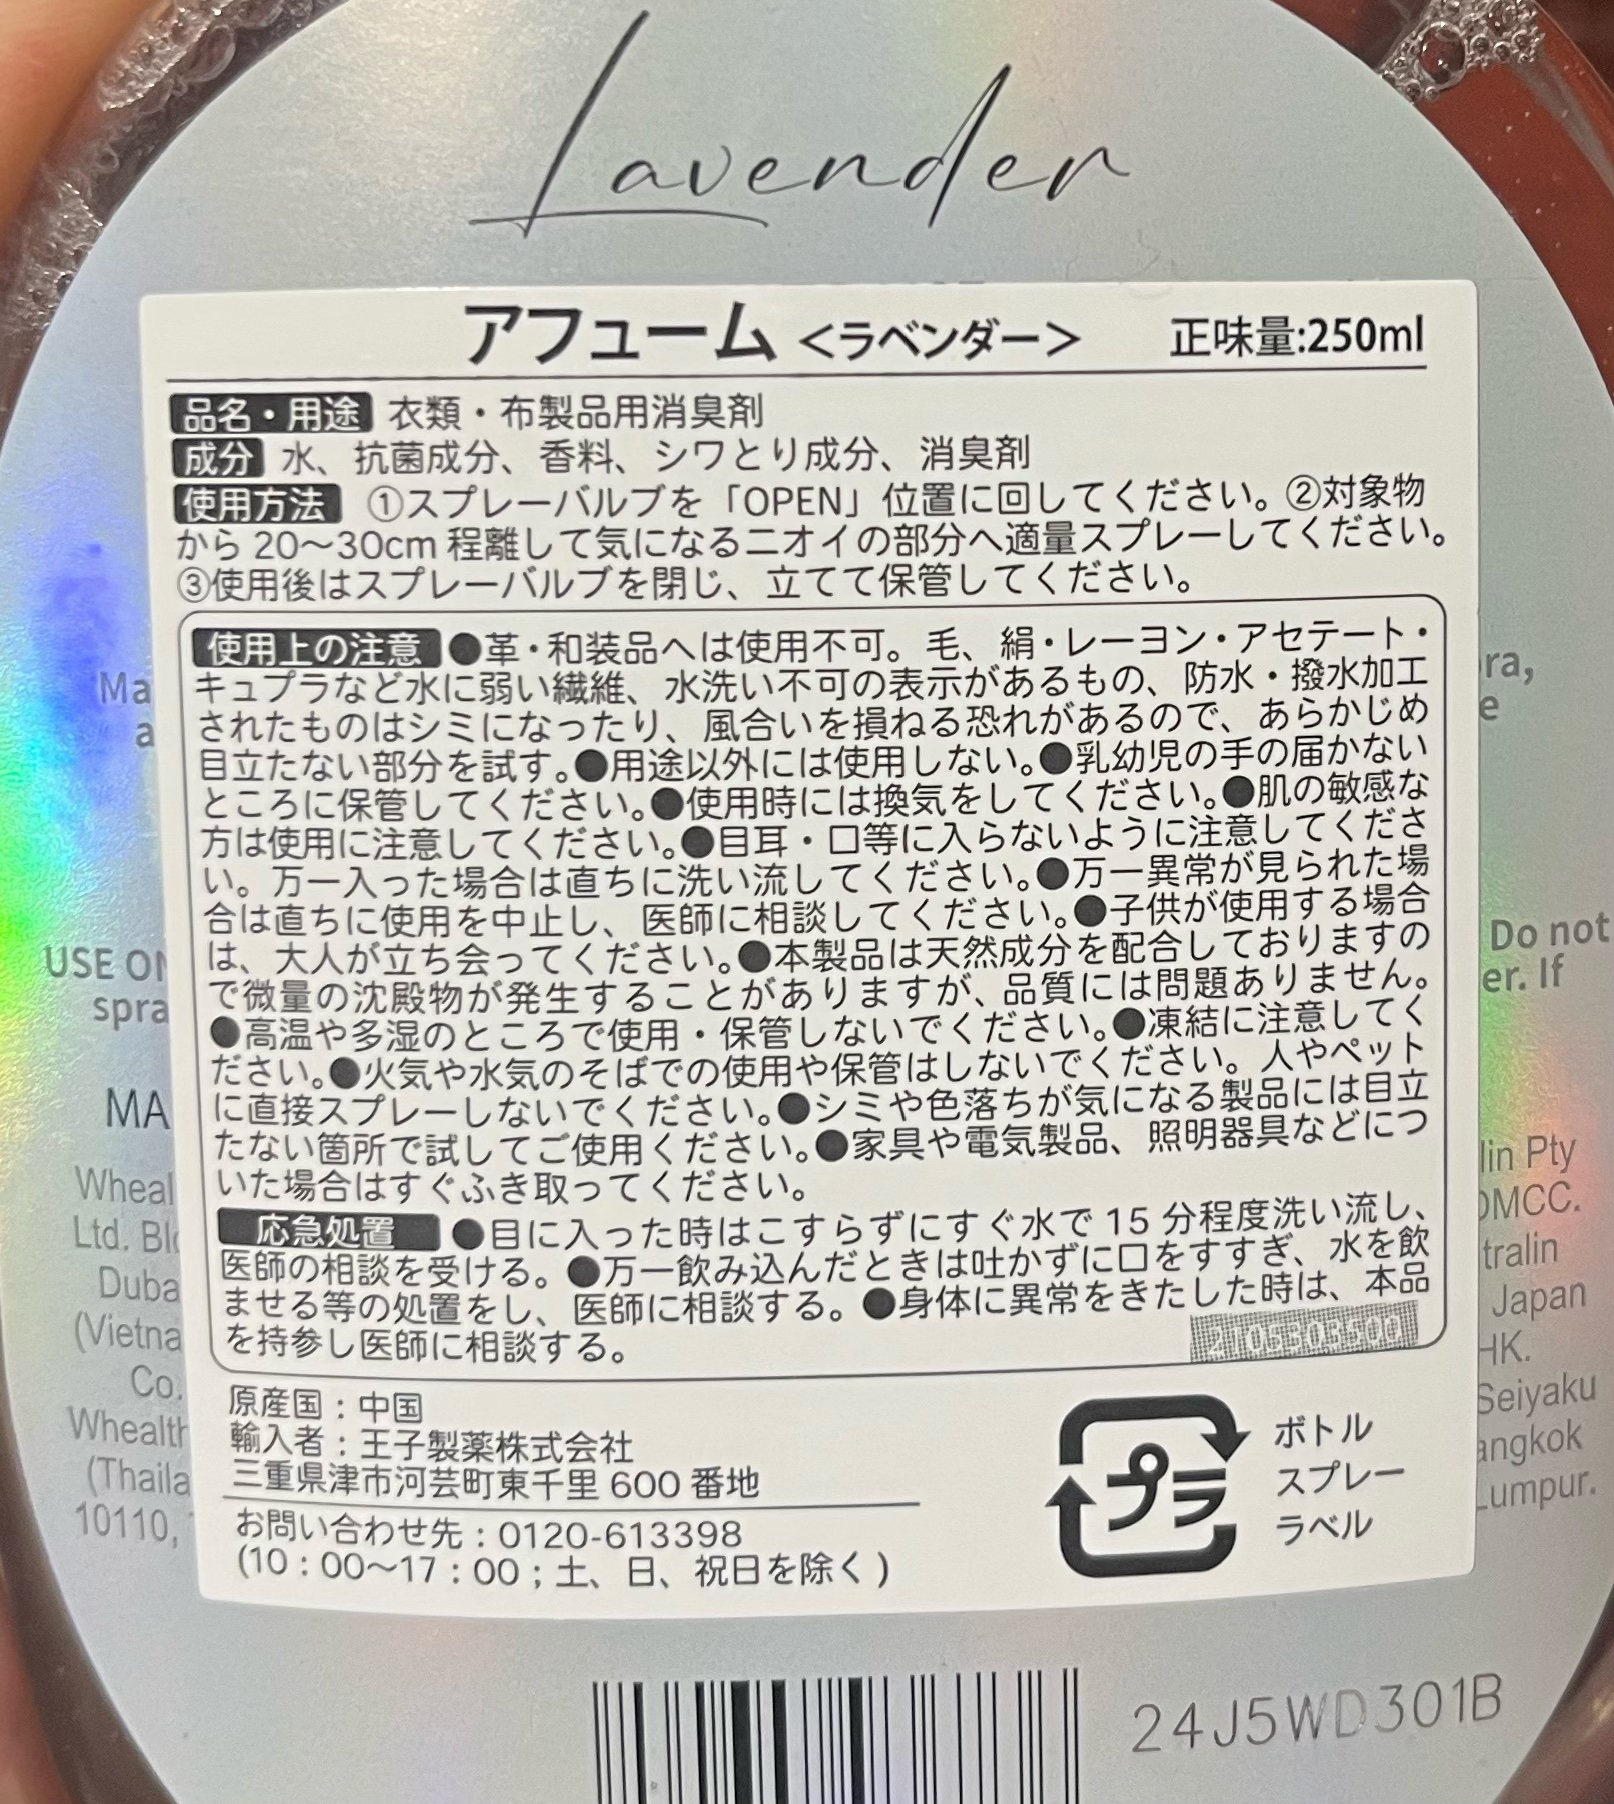 Lavender
アフューム <ラベンダー> 正味量:250ml
品名・用途 衣類・布製品用消臭剤
成分 水、抗菌成分、香料、シワとり成分、消臭剤
使用方法 ①スプレーバルブを「OPEN」位置に回してください。②対象物
から 20～30cm 程離して気になるニオイの部分へ適量スプレーしてください。
③使用後はスプレーバルブを閉じ、立てて保管してください。
使用上の注意 ●革・和装品へは使用不可。毛、絹・レーヨン・アセテート・
キュプラなど水に弱い繊維、水洗い不可の表示があるもの、防水・撥水加工
されたものはシミになったり、風合いを損ねる恐れがあるので、あらかじめ
目立たない部分を試す。●用途以外には使用しない。●乳幼児の手の届かない
ところに保管してください。●使用時には換気をしてください。●肌の敏感な
方は使用に注意してください。●目耳・口等に入らないように注意してくださ
い。万一入った場合は直ちに洗い流してください。●万一異常が見られた場
合は直ちに使用を中止し、医師に相談してください。●子供が使用する場合
は、大人が立ち会ってください。●本製品は天然成分を配合しておりますの
で微量の沈殿物が発生することがありますが、品質には問題ありません。
●高温や多湿のところで使用・保管しないでください。●凍結に注意してく
ださい。●火気や水気のそばでの使用や保管はしないでください。人やペット
に直接スプレーしないでください。●シミや色落ちが気になる製品には目立
たない箇所で試してご使用ください。●家具や電気製品、照明器具などにつ
いた場合はすぐふき取ってください。
応急処置 ●目に入った時はこすらずにすぐ水で 15 分程度洗い流し、
医師の相談を受ける。●万一飲み込んだときは吐かずに口をすすぎ、水を飲
ませる等の処置をし、医師に相談する。●身体に異常をきたした時は、本品
を持参し医師に相談する。
2105303500
原産国：中国
輸入者：王子製薬株式会社
三重県津市河芸町東千里 600 番地
お問い合わせ先：0120-613398
(10：00～17：00；土、日、祝日を除く)
プラ
ボトル
スプレー
ラベル
USE
Do not
er. If
lin Pty
Ltd.
DMCC.
tralin
Japan
HK.
Co.
Seiyaku
10110,
24J5WD301B